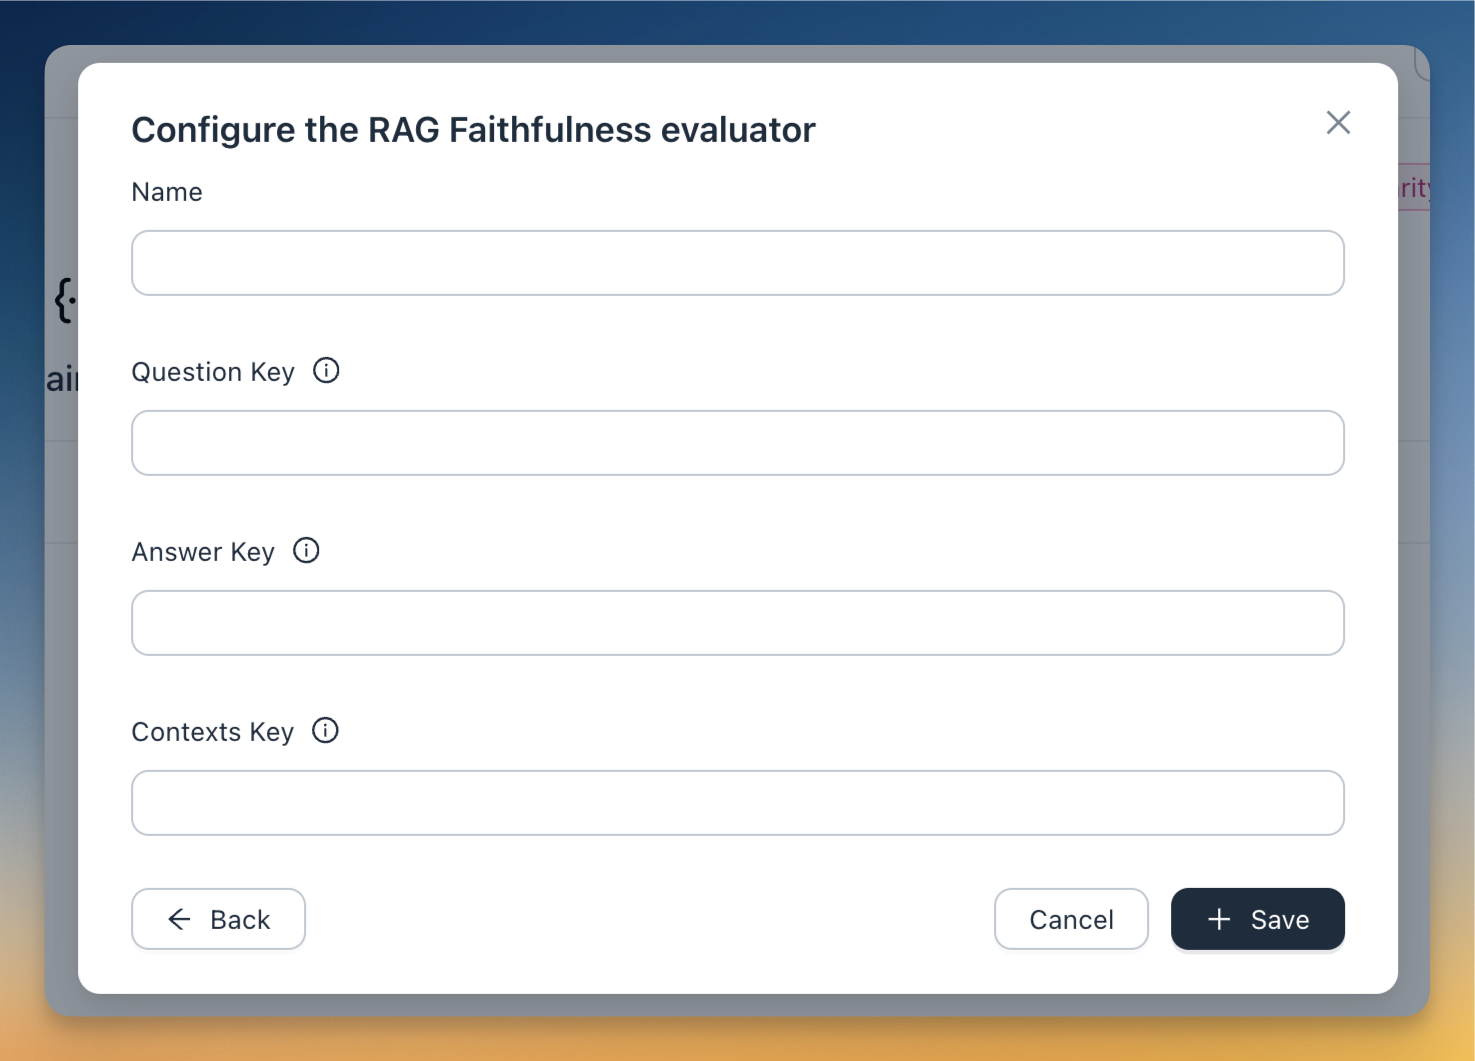 Configure the RAG Faithfulness evaluator
Name
Question Key
Answer Key
Contexts Key
Back
Cancel
+ Save